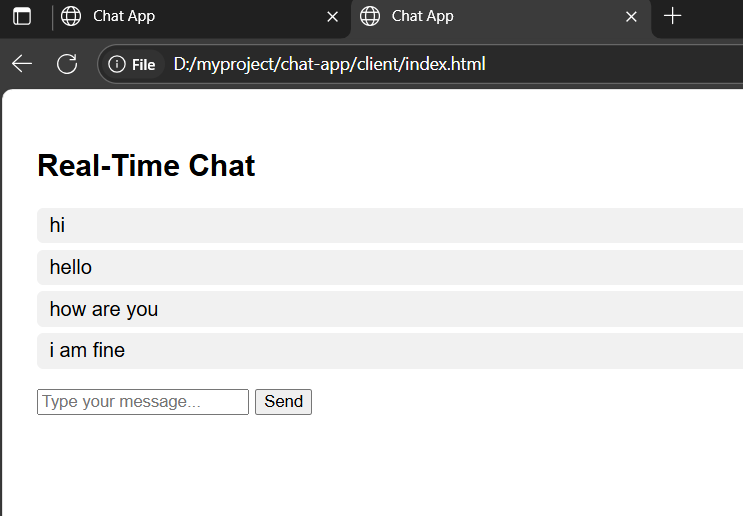 Chat App
Chat App
File D:/myproject/chat-app/client/index.html
Real-Time Chat
hi
hello
how are you
i am fine
Type your message... Send